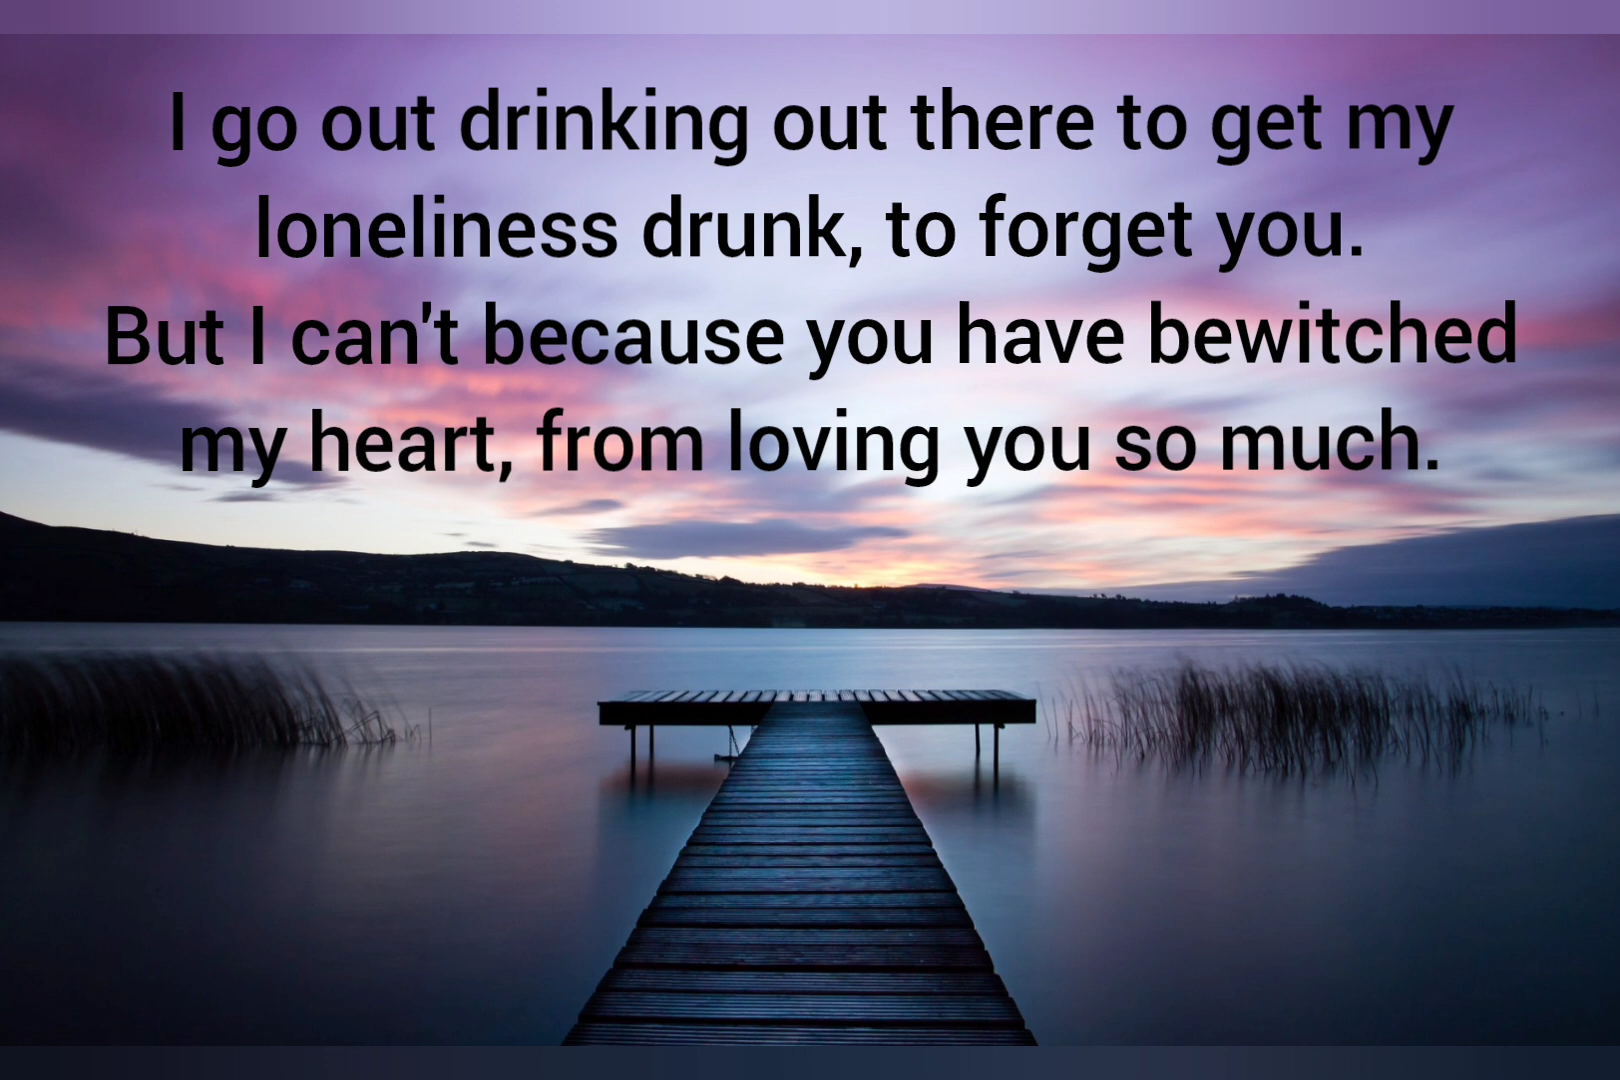 I go out drinking out there to get my
loneliness drunk, to forget you.
But I can't because you have bewitched
my heart, from loving you so much.